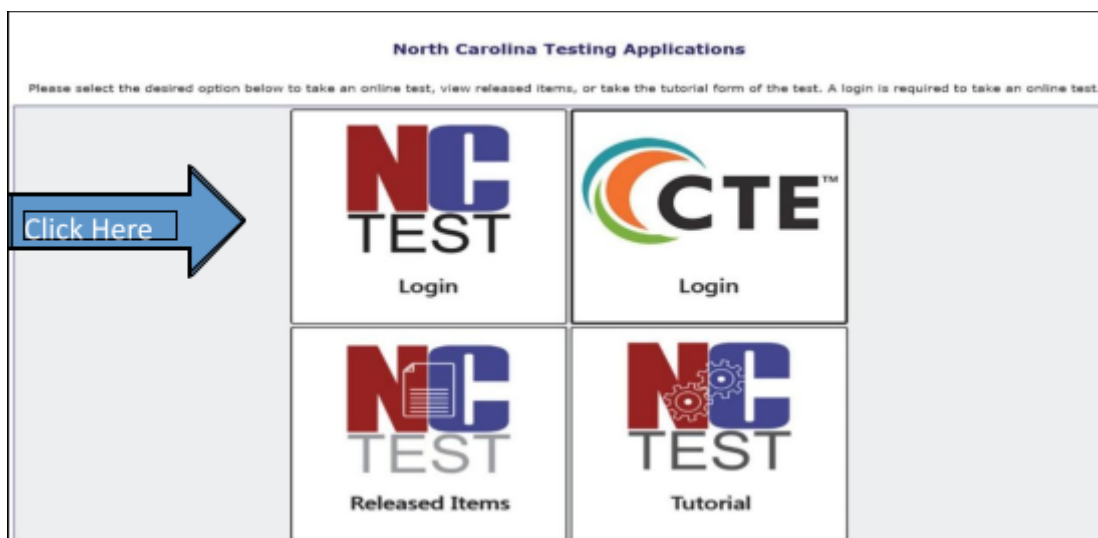 North Carolina Testing Applications
Please select the desired option below to take an online test, view released items, or take the tutorial form of the test. A login is required to take an online test.
Click Here
NC
TEST
Login
CTE™
Login
NC
TEST
Released Items
NC
TEST
Tutorial